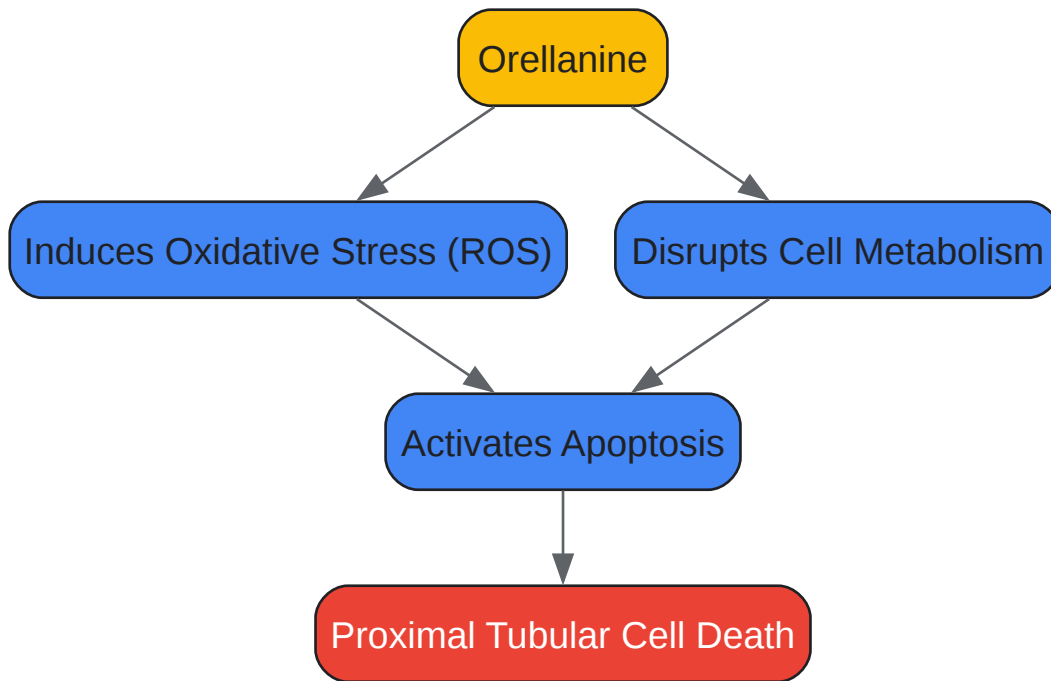 Orellanine
Induces Oxidative Stress (ROS)
Disrupts Cell Metabolism
Activates Apoptosis
Proximal Tubular Cell Death